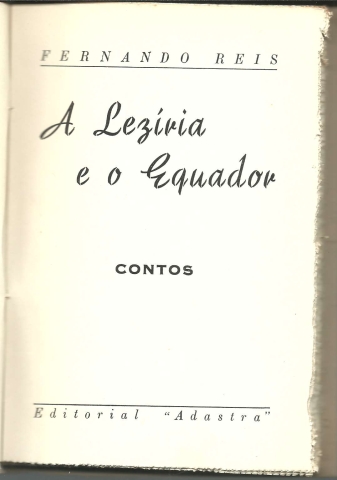 FERNANDO REIS
A Lezíria
e o Equador
CONTOS
Editorial "Adastra"